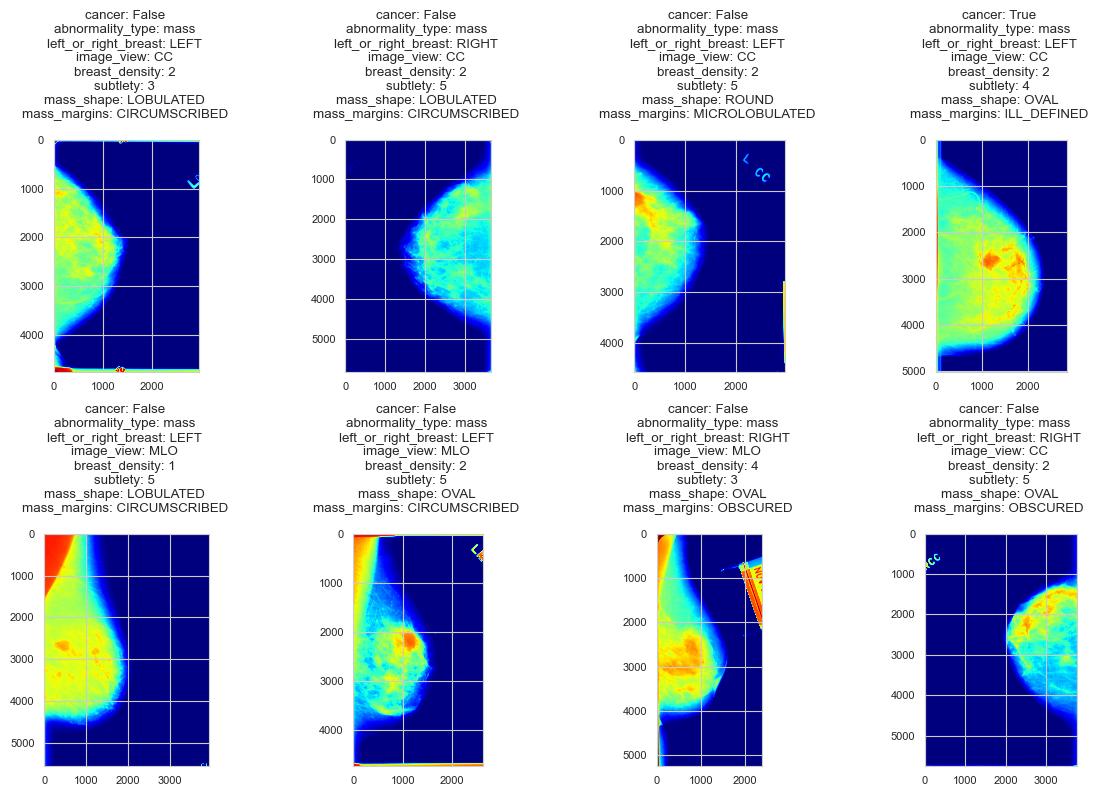 cancer: False
abnormality_type: mass
left_or_right_breast: LEFT
image_view: CC
breast_density: 2
subtlety: 3
mass_shape: LOBULATED
mass_margins: CIRCUMSCRIBED
0
1000
2000
3000
4000
0 2000
cancer: False
abnormality_type: mass
left_or_right_breast: RIGHT
image_view: CC
breast_density: 2
subtlety: 5
mass_shape: LOBULATED
mass_margins: CIRCUMSCRIBED
0
1000
2000
3000
4000
5000
0 1000 2000 3000
cancer: False
abnormality_type: mass
left_or_right_breast: LEFT
image_view: CC
breast_density: 2
subtlety: 5
mass_shape: ROUND
mass_margins: MICROLOBULATED
L CC
0
1000
2000
3000
4000
0 2000
cancer: True
abnormality_type: mass
left_or_right_breast: LEFT
image_view: CC
breast_density: 2
subtlety: 4
mass_shape: OVAL
mass_margins: ILL_DEFINED
0
1000
2000
3000
4000
5000
0 1000 2000
cancer: False
abnormality_type: mass
left_or_right_breast: LEFT
image_view: MLO
breast_density: 1
subtlety: 5
mass_shape: LOBULATED
mass_margins: CIRCUMSCRIBED
0
1000
2000
3000
4000
5000
0 1000 2000 3000
cancer: False
abnormality_type: mass
left_or_right_breast: LEFT
image_view: MLO
breast_density: 2
subtlety: 5
mass_shape: OVAL
mass_margins: CIRCUMSCRIBED
0
1000
2000
3000
4000
0 1000 2000
cancer: False
abnormality_type: mass
left_or_right_breast: RIGHT
image_view: MLO
breast_density: 4
subtlety: 3
mass_shape: OVAL
mass_margins: OBSCURED
0
1000
2000
3000
4000
5000
0 2000
cancer: False
abnormality_type: mass
left_or_right_breast: RIGHT
image_view: CC
breast_density: 2
subtlety: 5
mass_shape: OVAL
mass_margins: OBSCURED
RCC
0
1000
2000
3000
4000
5000
0 1000 2000 3000